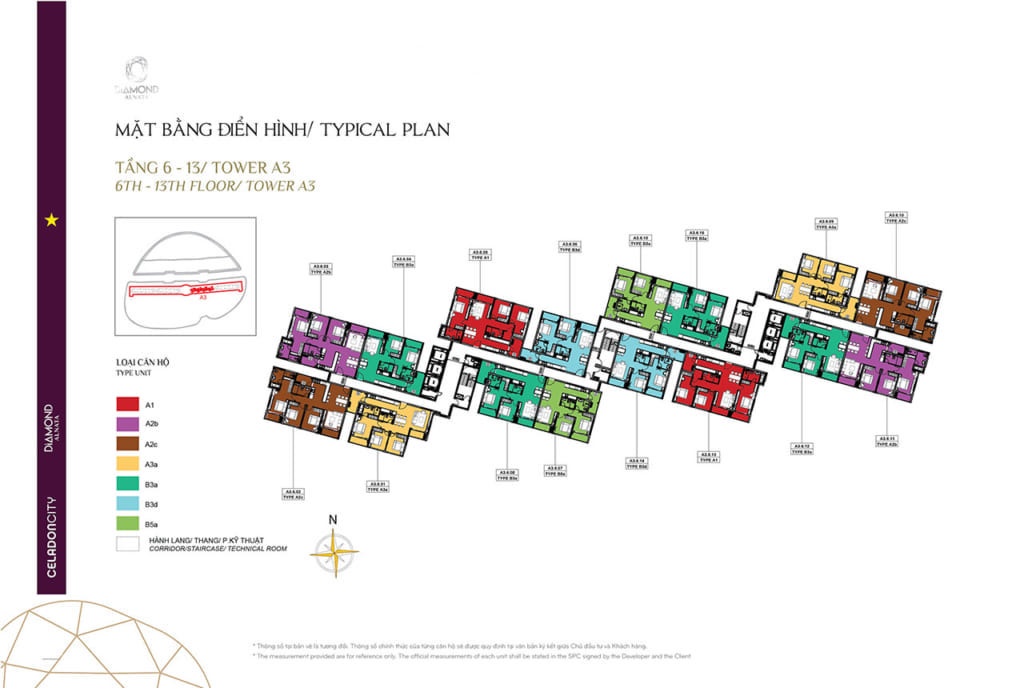 DIAMOND
ALNATA
MẶT BẰNG ĐIỂN HÌNH/ TYPICAL PLAN
TẦNG 6 - 13/ TOWER A3
6TH - 13TH FLOOR/ TOWER A3
A3
LOẠI CĂN HỘ
TYPE UNIT
A1
A2b
A2c
A3a
B3a
B3d
B5a
HÀNH LANG/ THANG/ P.KỸ THUẬT
CORRIDOR/STAIRCASE/ TECHNICAL ROOM
N
A3.6.03
TYPE A2b
A3.6.04
TYPE B3a
A3.6.05
TYPE A1
A3.6.06
TYPE B3d
TYPE B5a
TYPE B3a
A3.6.09
TYPE A3a
A3.6.10
TYPE A2c
A3.6.02
TYPE A2c
A3.6.01
TYPE A3a
A3.6.08
TYPE B3a
A3.6.07
TYPE B5a
A3.6.14
TYPE B3d
A3.6.13
TYPE A1
A3.6.12
TYPE B3a
A3.6.11
TYPE A2b
DIAMOND
ALNATA
CELADONCITY
* Thông số tại bản vẽ là tương đối. Thông số chính thức của từng căn hộ sẽ được quy định tại văn bản ký kết giữa Chủ đầu tư và Khách hàng.
* The measurement provided are for reference only. The official measurements of each unit shall be stated in the SPC signed by the Developer and the Client